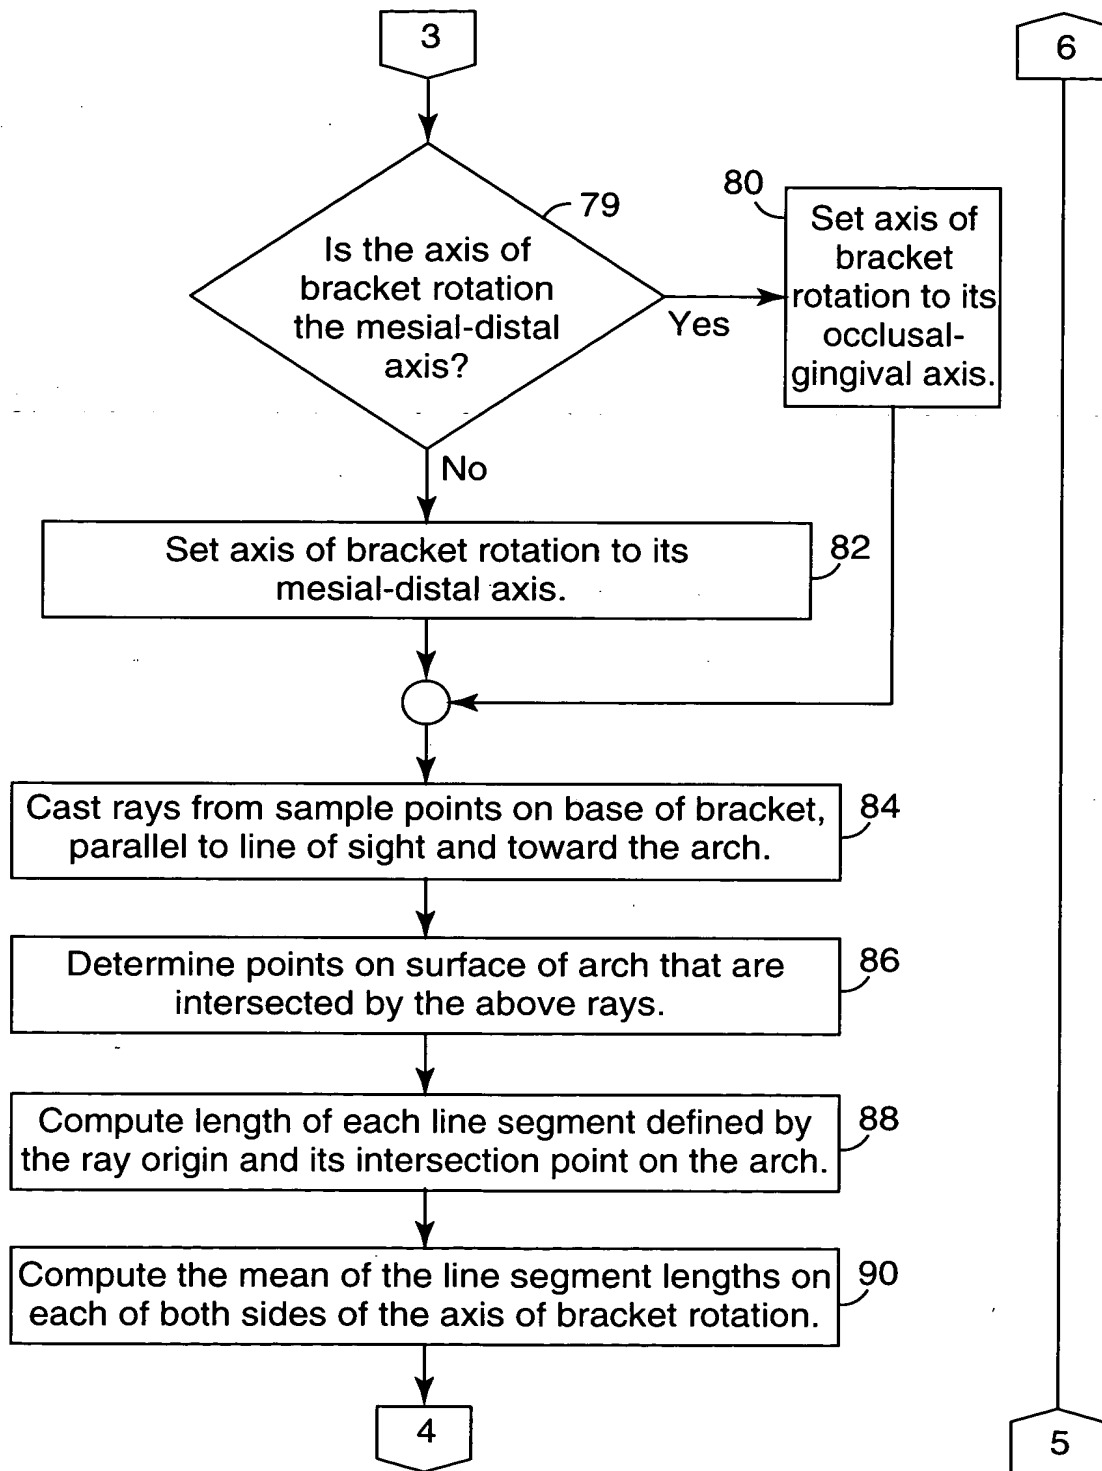 3
6
79
Is the axis of
bracket rotation
the mesial-distal
axis?
Yes
80
Set axis of
bracket
rotation to its
occlusal-
gingival axis.
No
Set axis of bracket rotation to its
mesial-distal axis.
82
Cast rays from sample points on base of bracket,
parallel to line of sight and toward the arch.
84
Determine points on surface of arch that are
intersected by the above rays.
86
Compute length of each line segment defined by
the ray origin and its intersection point on the arch.
88
Compute the mean of the line segment lengths on
each of both sides of the axis of bracket rotation.
90
4
5